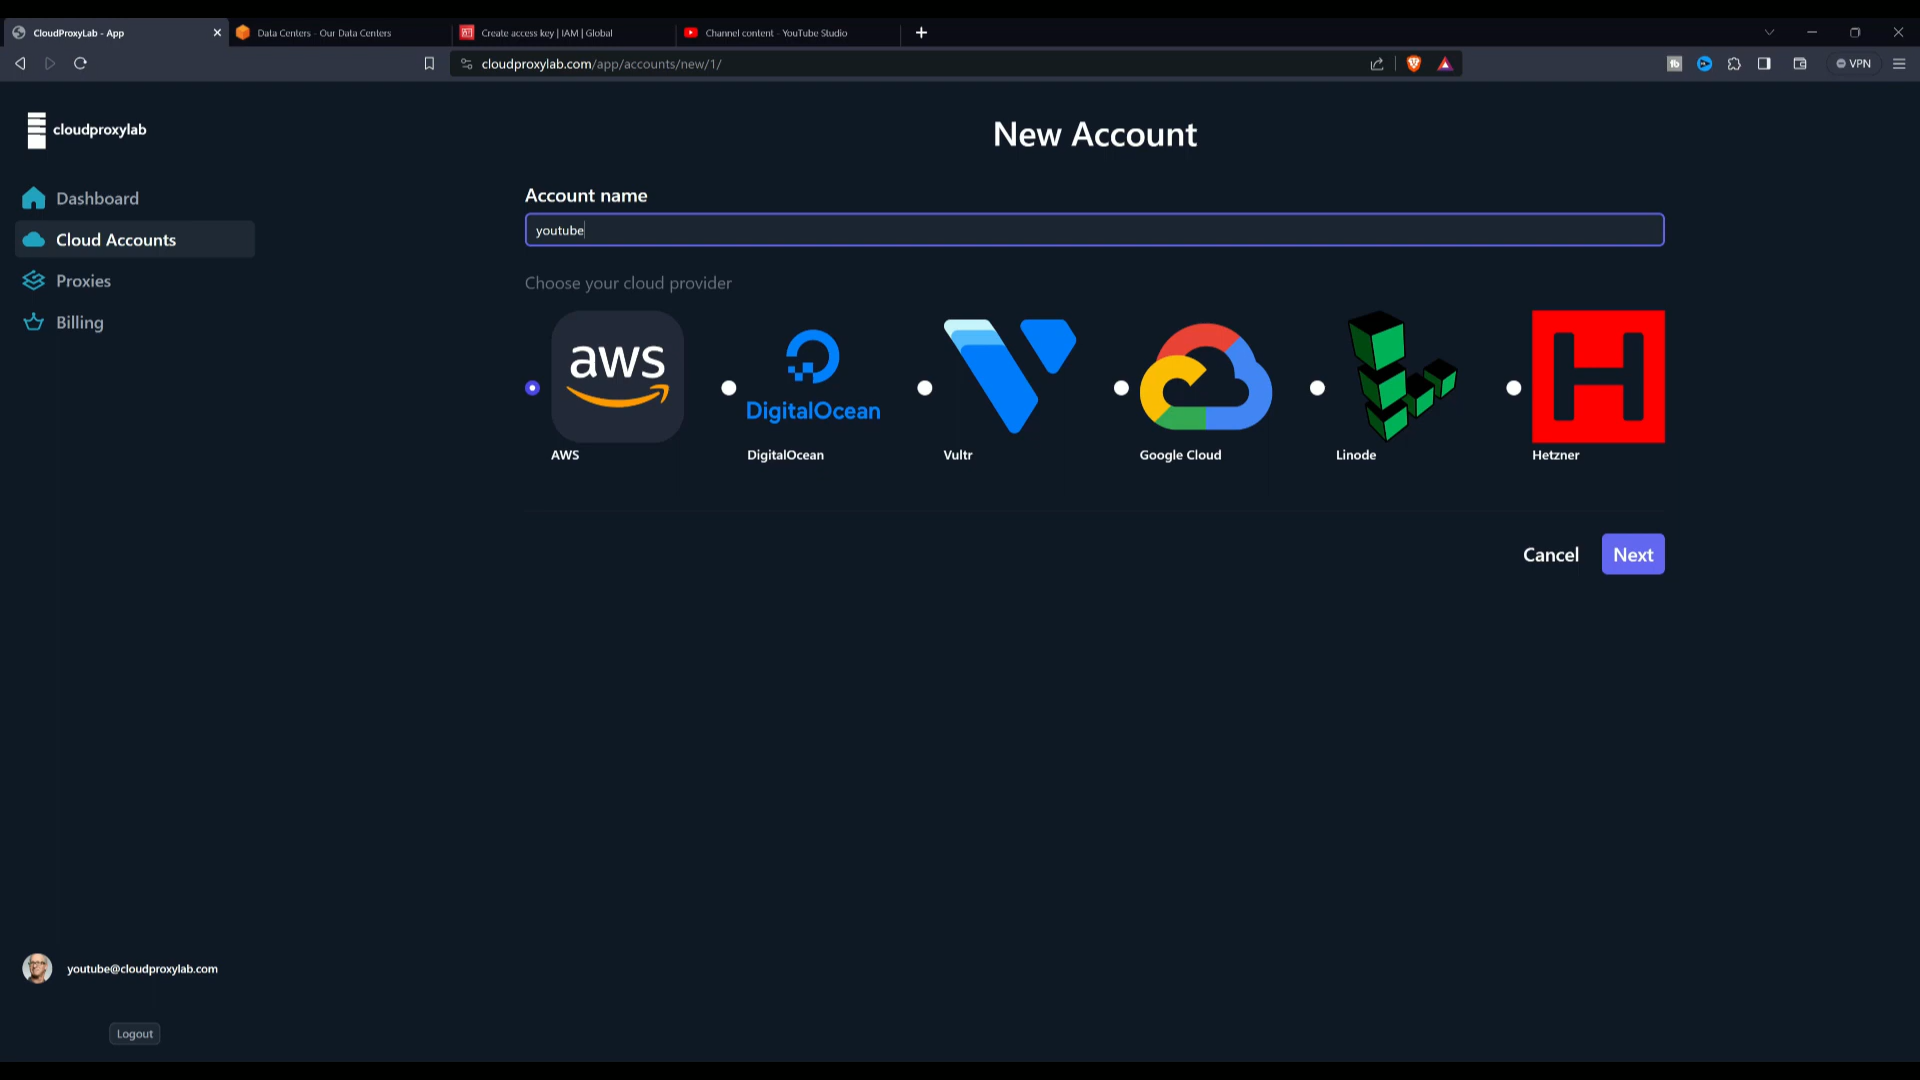 CloudProxyLab - App
Data Centers - Our Data Centers
Create access key | IAM | Global
Channel content - YouTube Studio
cloudproxylab.com/app/accounts/new/1/
VPN
cloudproxylab
Dashboard
Cloud Accounts
Proxies
Billing
New Account
Account name
youtube
Choose your cloud provider
aws
DigitalOcean
AWS
DigitalOcean
Vultr
Google Cloud
Linode
Hetzner
Cancel
Next
youtube@cloudproxylab.com
Logout